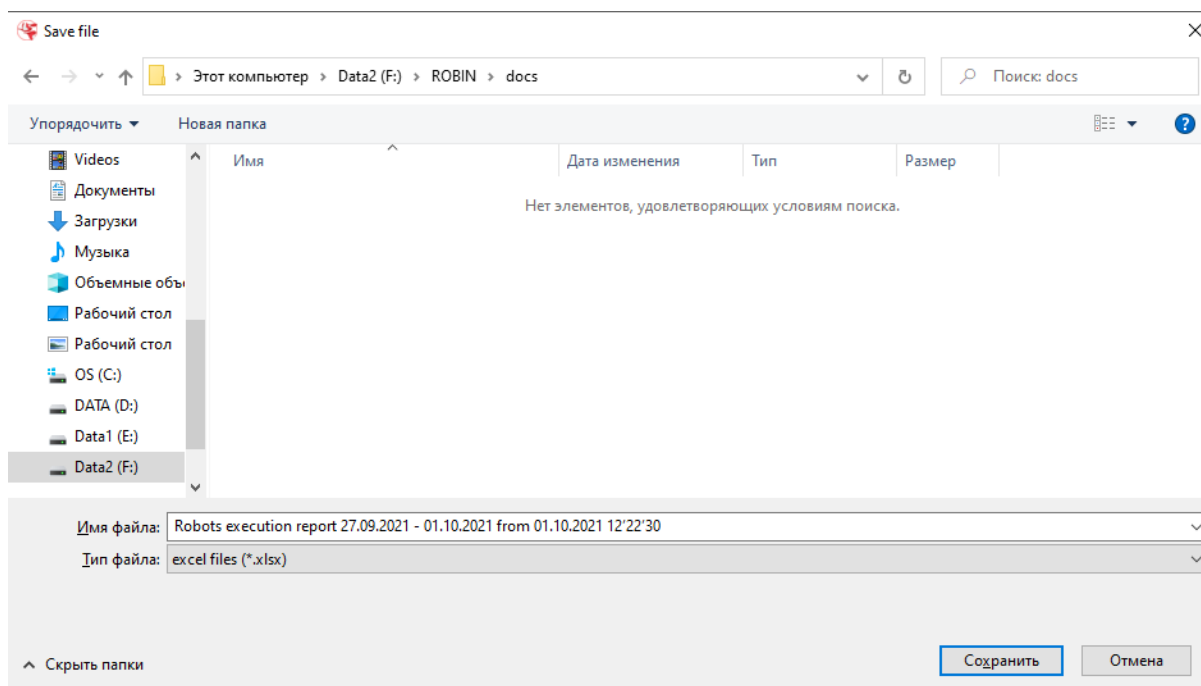 Save file
Этот компьютер > Data2 (F:) > ROBIN > docs
Поиск: docs
Упорядочить
Новая папка
Имя
Дата изменения
Тип
Размер
Нет элементов, удовлетворяющих условиям поиска.
Videos
Документы
Загрузки
Музыка
Объемные объ
Рабочий стол
Рабочий стол
OS (C:)
DATA (D:)
Data1 (E:)
Data2 (F:)
Имя файла: Robots execution report 27.09.2021 - 01.10.2021 from 01.10.2021 12'22'30
Тип файла: excel files (*.xlsx)
Скрыть папки
Сохранить
Отмена